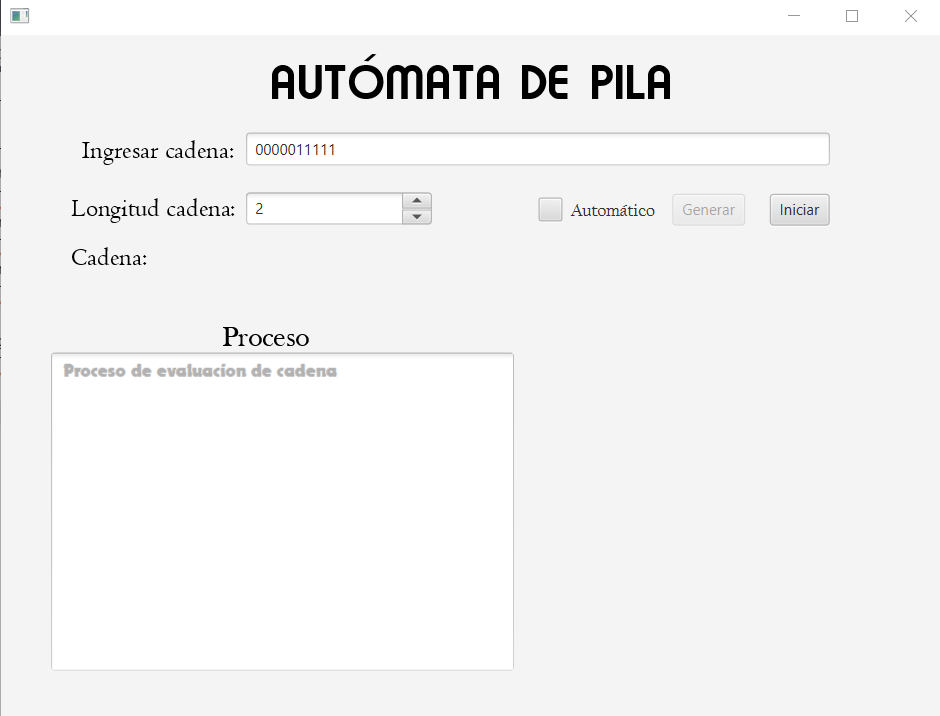 AUTÓMATA DE PILA
Ingresar cadena: 0000011111
Longitud cadena: 2 Automático Generar Iniciar
Cadena:
Proceso
Proceso de evaluacion de cadena